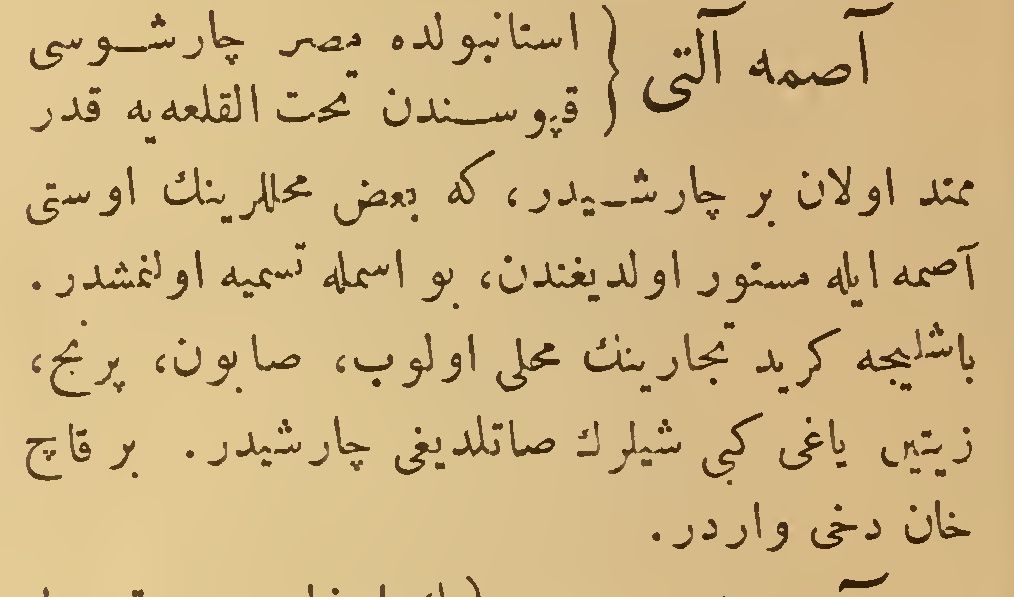 آصمه آلتی { استانبولده مصر چارشوسی
قپوسندن تحت القلعه‌یه قدر
ممتد اولان بر چارشیدر، که بعض محللرینك اوستی
آصمه ایله مستور اولدیغندن، بو اسمله تسمیه اولنمشدر.
باشلیجه کرید تجارینك محلی اولوب، صابون، پرنج،
زیتین یاغی کبی شیلرك صاتلدیغی چارشیدر. بر قاچ
خان دخی واردر.